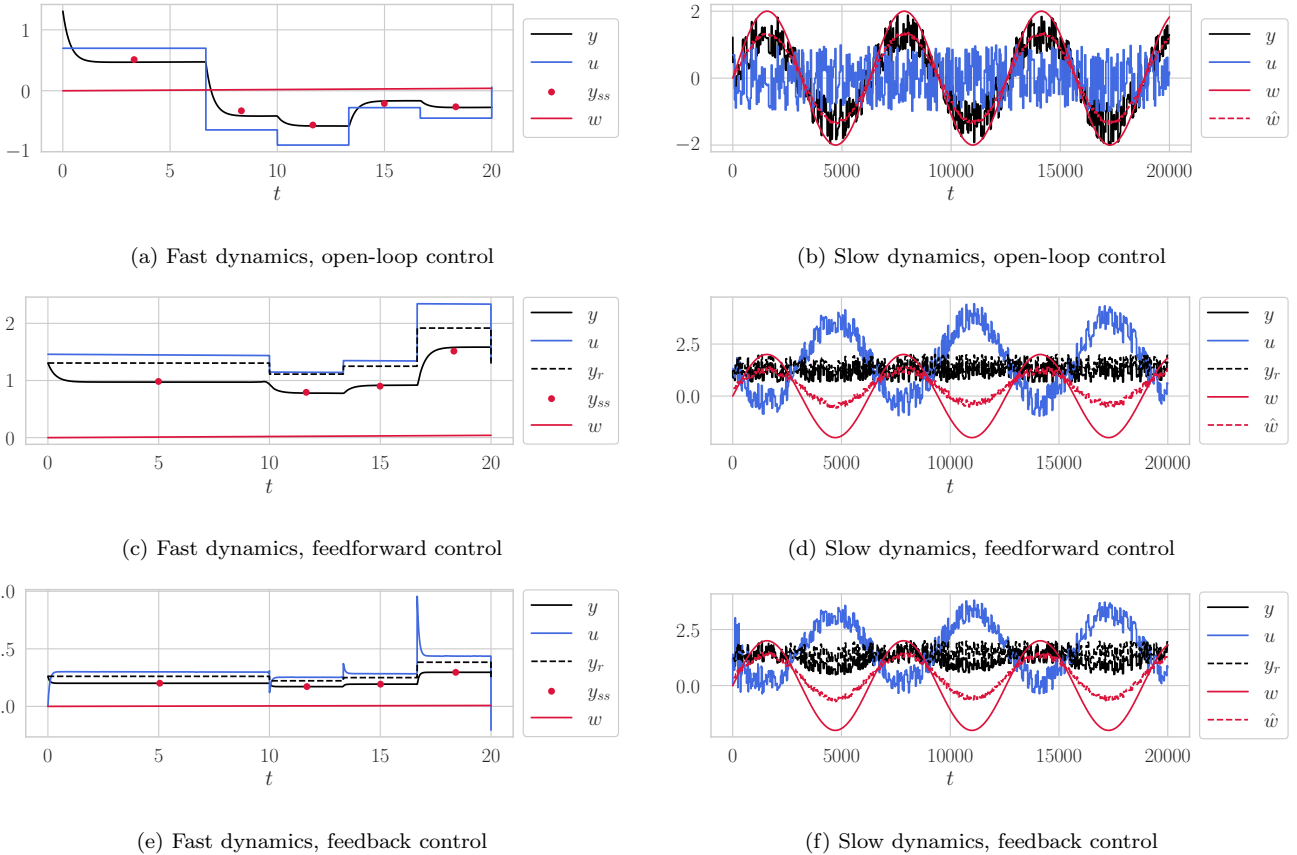 1
0
−1
0 5 10 15 20
t
y
u
y_ss
w
(a) Fast dynamics, open-loop control
2
0
−2
0 5000 10000 15000 20000
t
y
u
w
ŵ
(b) Slow dynamics, open-loop control
2
1
0
0 5 10 15 20
t
y
u
y_r
y_ss
w
(c) Fast dynamics, feedforward control
2.5
0.0
0 5000 10000 15000 20000
t
y
u
y_r
w
ŵ
(d) Slow dynamics, feedforward control
.0
.5
.0
0 5 10 15 20
t
y
u
y_r
y_ss
w
(e) Fast dynamics, feedback control
2.5
0.0
0 5000 10000 15000 20000
t
y
u
y_r
w
ŵ
(f) Slow dynamics, feedback control